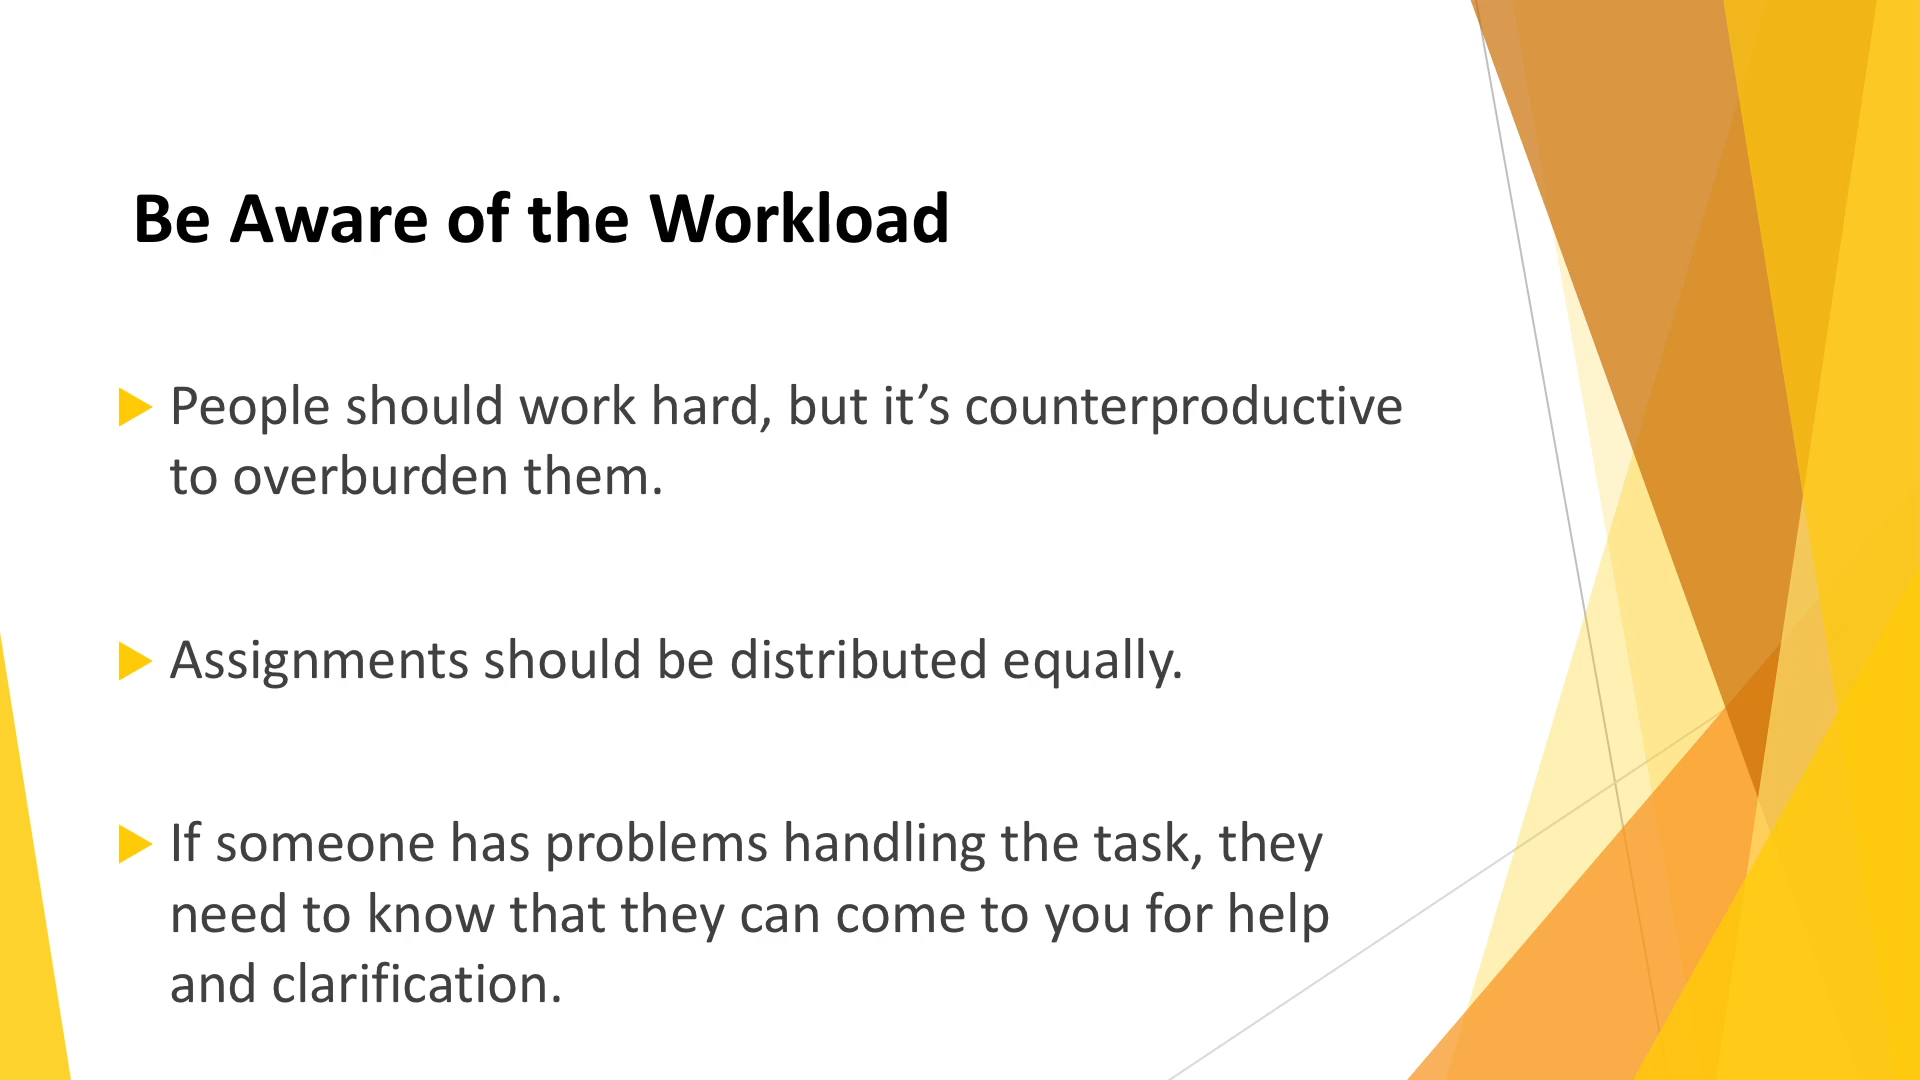 Be Aware of the Workload
People should work hard, but it’s counterproductive
to overburden them.
Assignments should be distributed equally.
If someone has problems handling the task, they
need to know that they can come to you for help
and clarification.